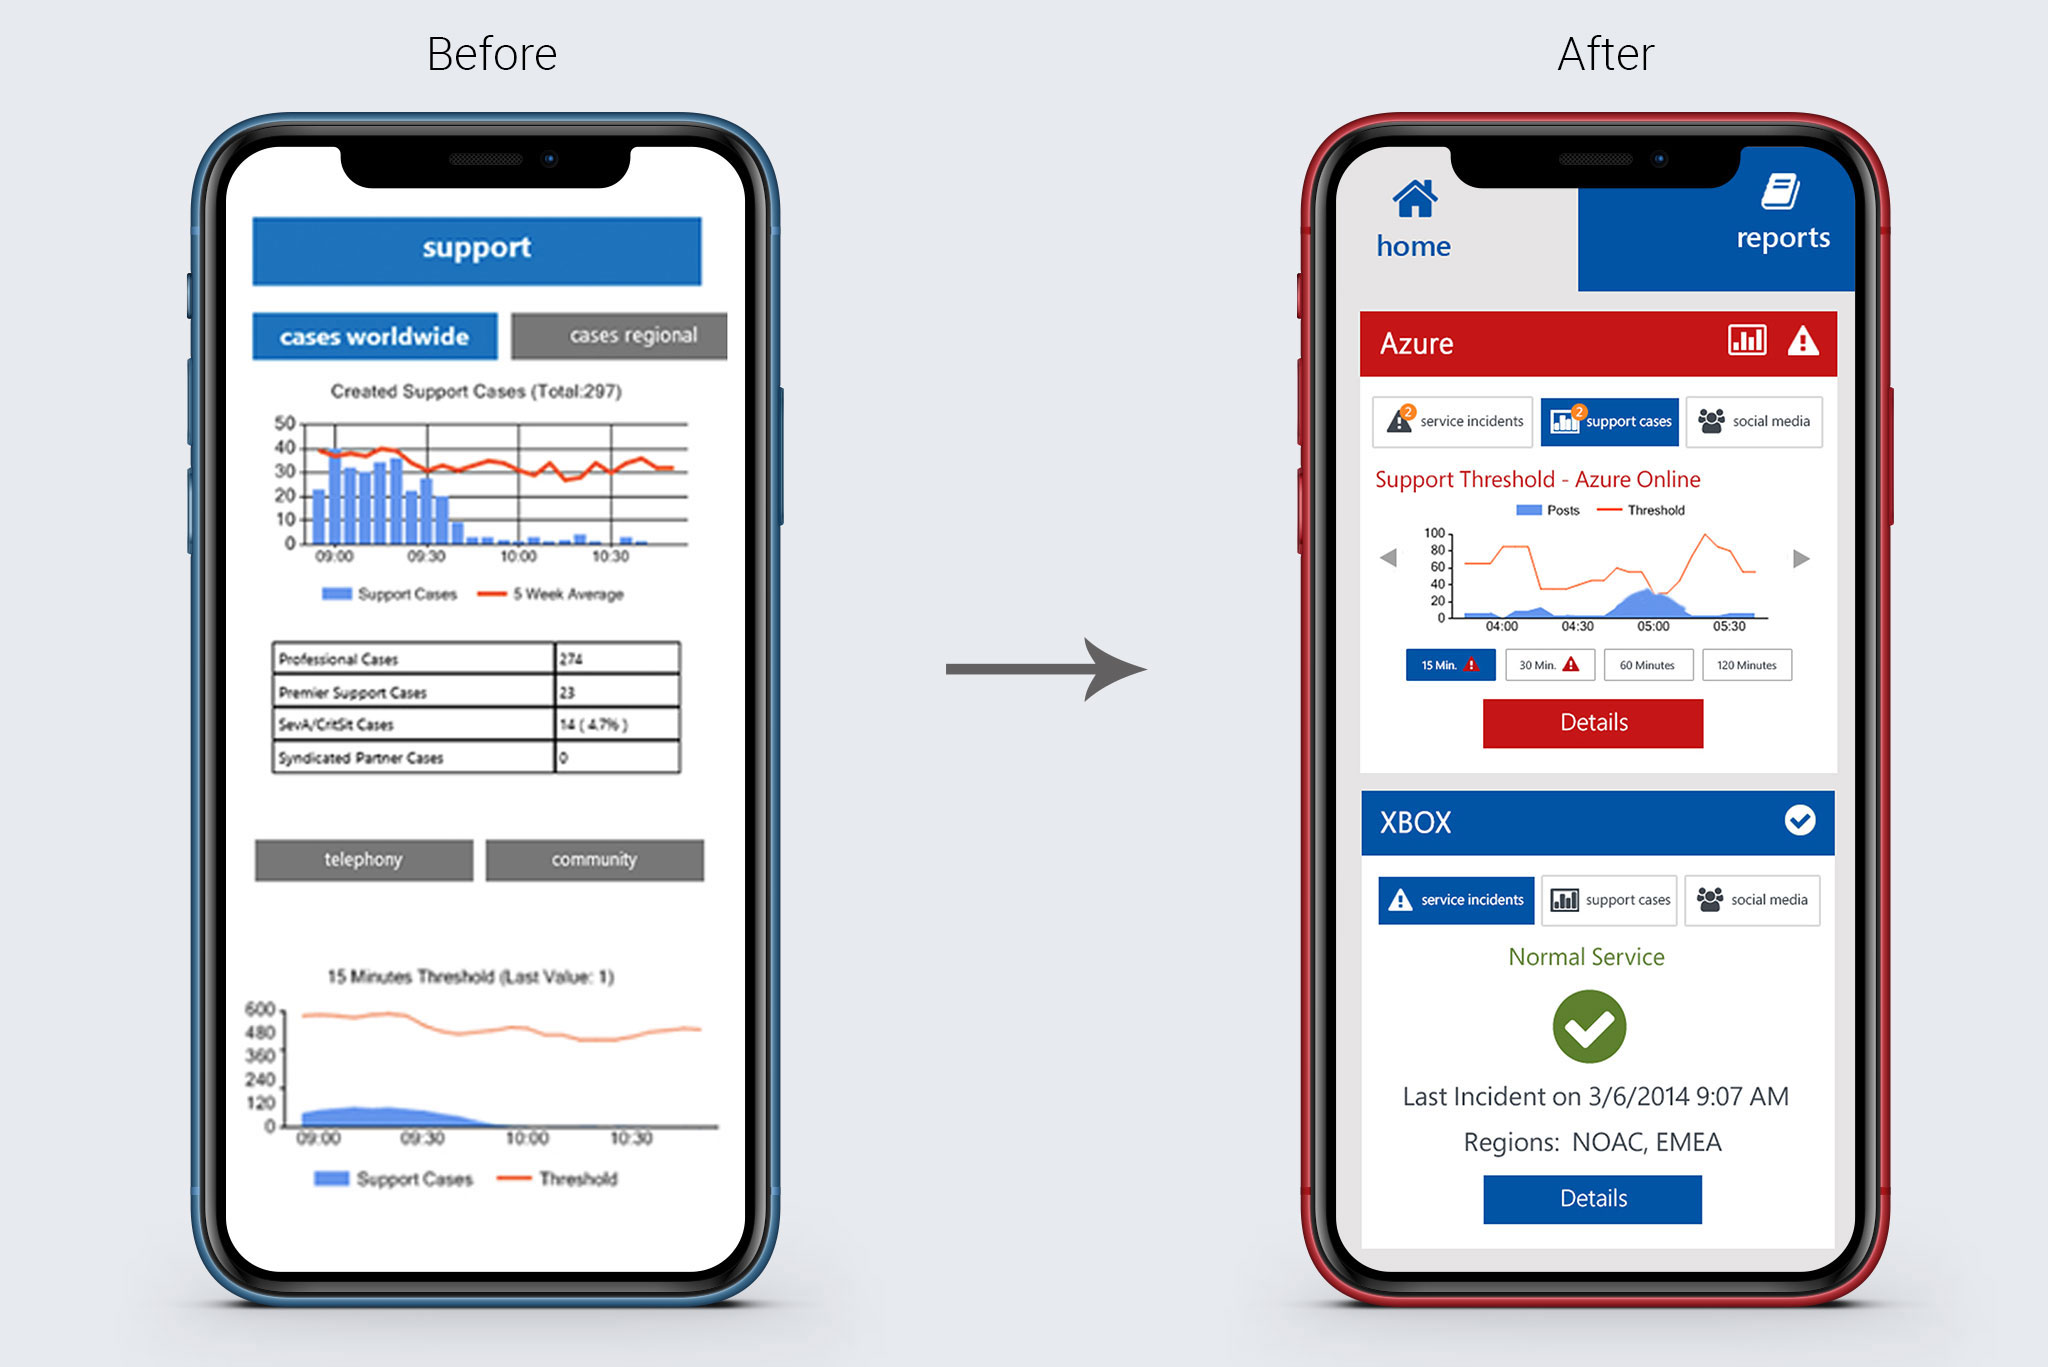 Before
After
support
cases worldwide
cases regional
Created Support Cases (Total:297)
50
40
30
20
10
0
09:00 09:30 10:00 10:30
Support Cases 5 Week Average
Professional Cases 274
Premier Support Cases 23
SevA/CritSit Cases 14 ( 4.7% )
Syndicated Partner Cases 0
telephony
community
15 Minutes Threshold (Last Value: 1)
600
480
360
240
120
0
09:00 09:30 10:00 10:30
Support Cases Threshold
home
reports
Azure
2 service incidents
2 support cases
social media
Support Threshold - Azure Online
Posts Threshold
100
80
60
40
20
0
04:00 04:30 05:00 05:30
15 Min. 30 Min. 60 Minutes 120 Minutes
Details
XBOX
service incidents
support cases
social media
Normal Service
Last Incident on 3/6/2014 9:07 AM
Regions: NOAC, EMEA
Details